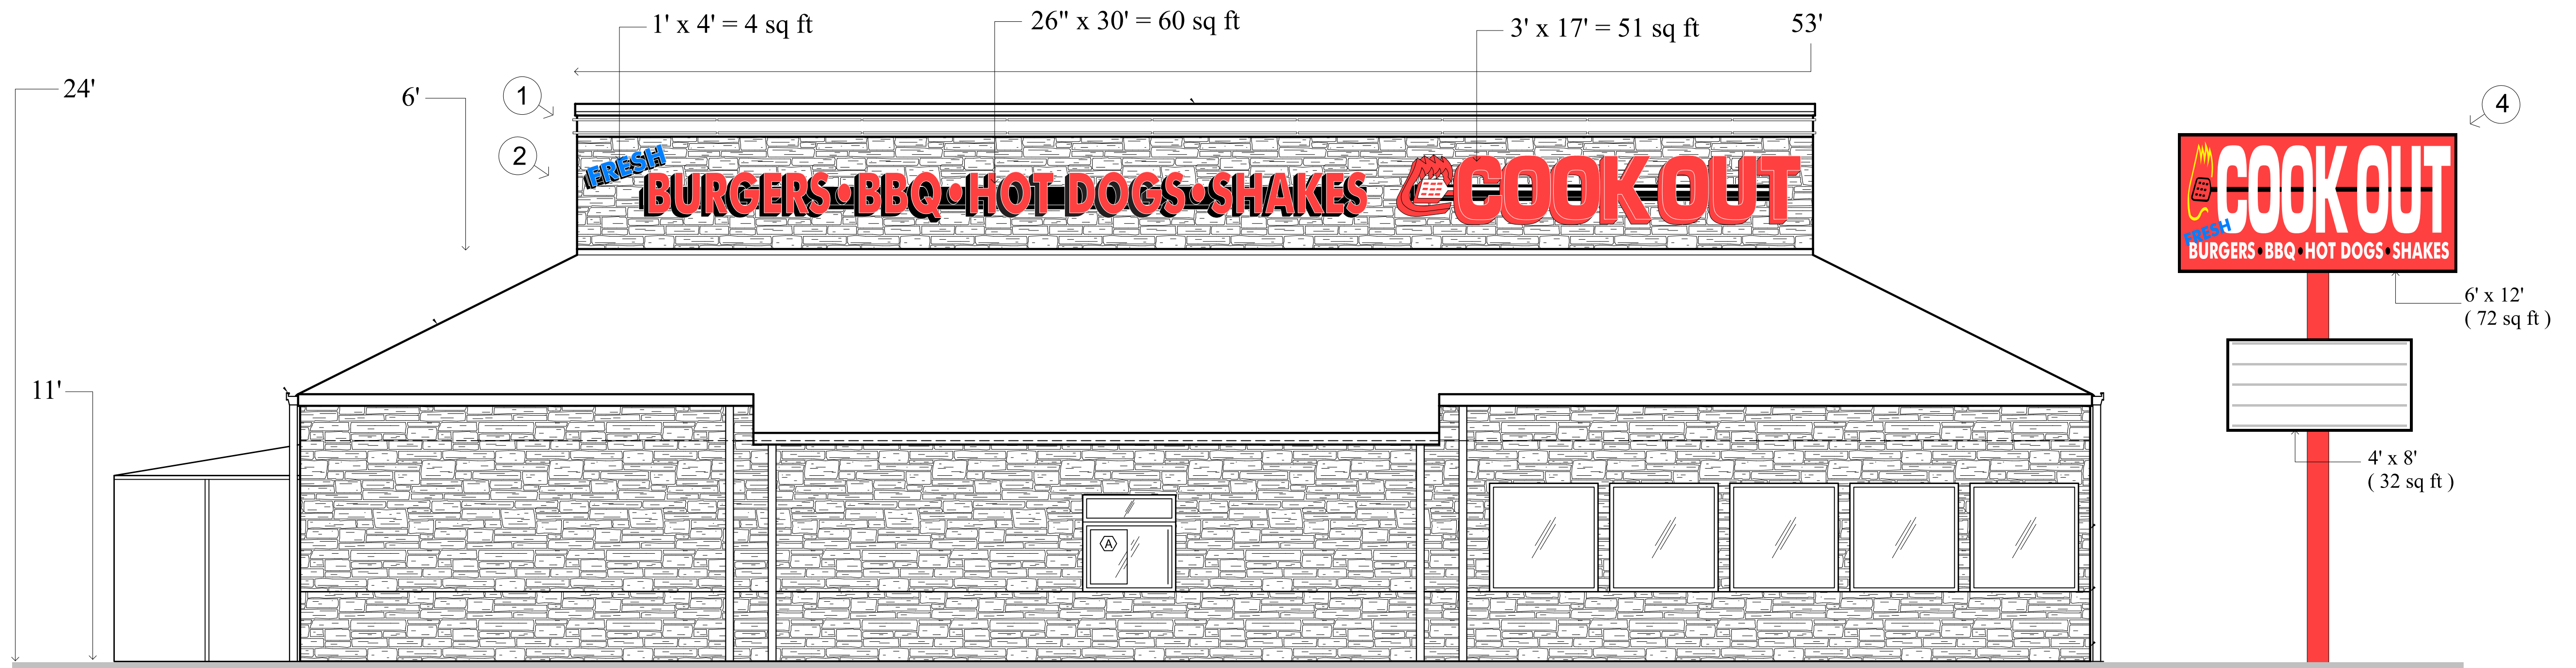 1' x 4' = 4 sq ft
26" x 30' = 60 sq ft
3' x 17' = 51 sq ft
53'
24'
6'
1
2
4
FRESH
BURGERS•BBQ•HOT DOGS•SHAKES
COOK OUT
COOK OUT
FRESH
BURGERS•BBQ•HOT DOGS•SHAKES
6' x 12'
( 72 sq ft )
11'
4' x 8'
( 32 sq ft )
A